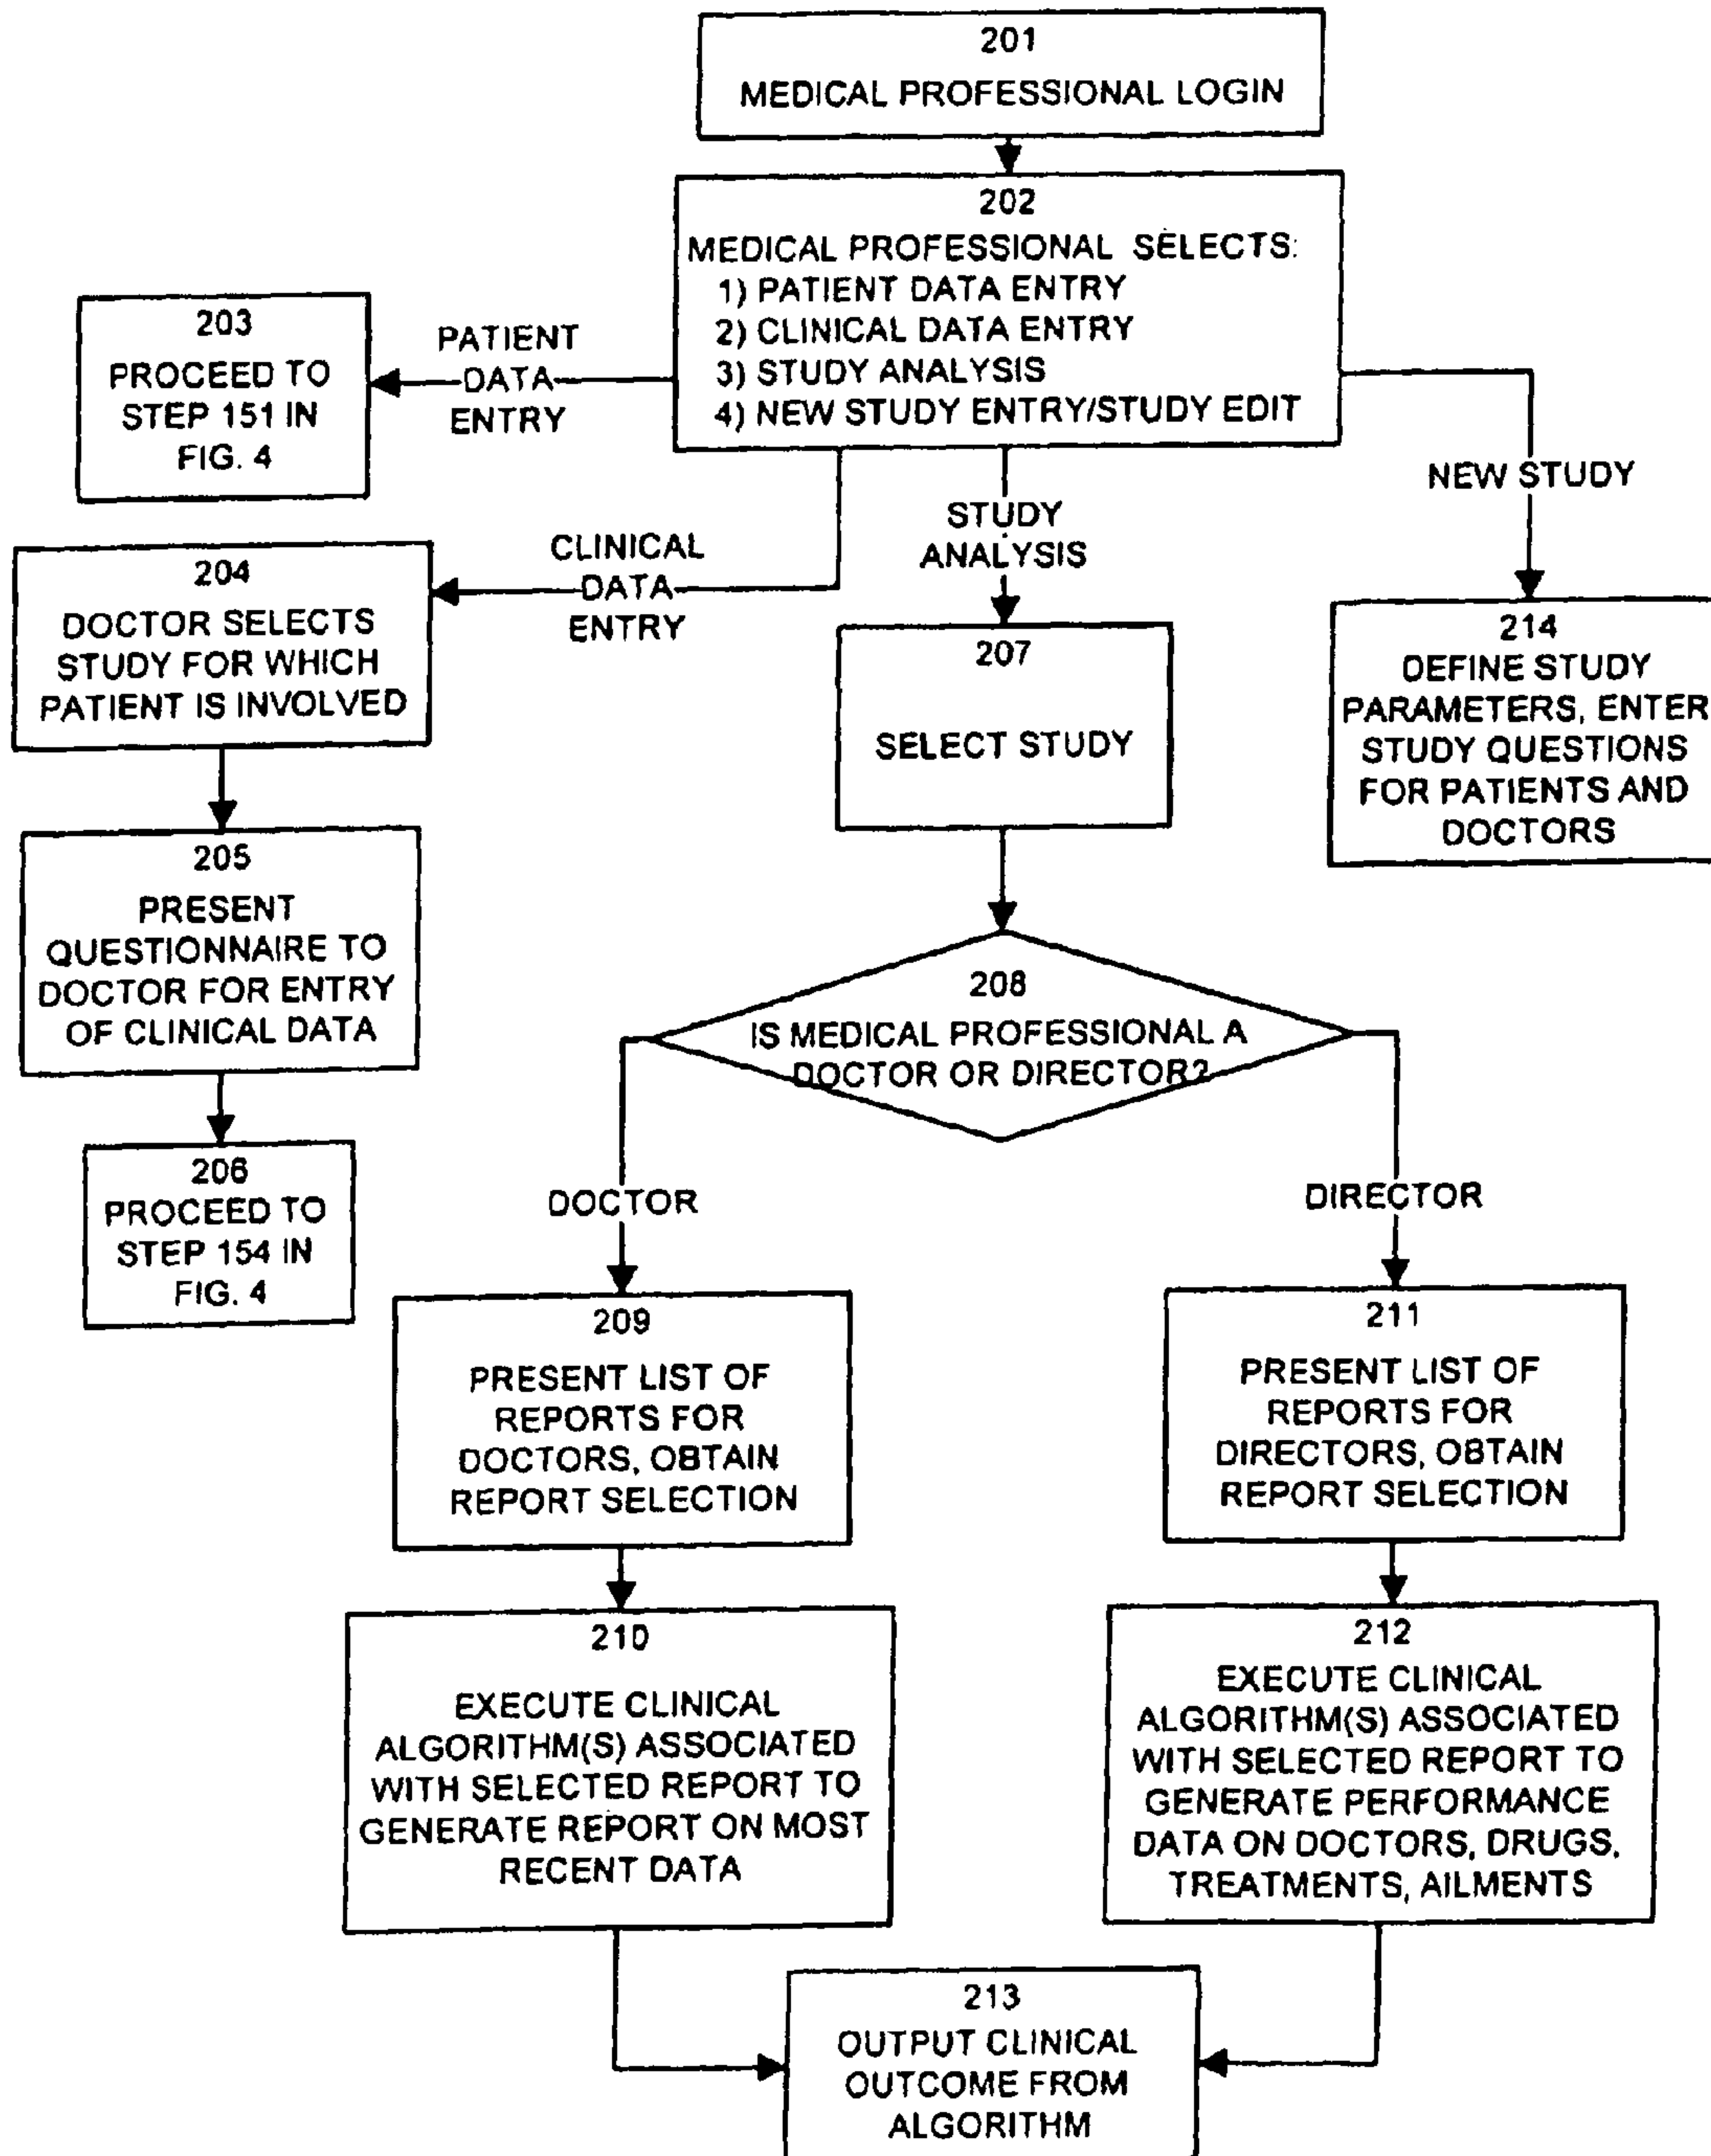 201
MEDICAL PROFESSIONAL LOGIN
202
MEDICAL PROFESSIONAL SELECTS:
1) PATIENT DATA ENTRY
2) CLINICAL DATA ENTRY
3) STUDY ANALYSIS
4) NEW STUDY ENTRY/STUDY EDIT
PATIENT
DATA
ENTRY
203
PROCEED TO
STEP 151 IN
FIG. 4
CLINICAL
DATA
ENTRY
204
DOCTOR SELECTS
STUDY FOR WHICH
PATIENT IS INVOLVED
205
PRESENT
QUESTIONNAIRE TO
DOCTOR FOR ENTRY
OF CLINICAL DATA
206
PROCEED TO
STEP 154 IN
FIG. 4
STUDY
ANALYSIS
207
SELECT STUDY
NEW STUDY
214
DEFINE STUDY
PARAMETERS, ENTER
STUDY QUESTIONS
FOR PATIENTS AND
DOCTORS
208
IS MEDICAL PROFESSIONAL A
DOCTOR OR DIRECTOR?
DOCTOR
209
PRESENT LIST OF
REPORTS FOR
DOCTORS, OBTAIN
REPORT SELECTION
210
EXECUTE CLINICAL
ALGORITHM(S) ASSOCIATED
WITH SELECTED REPORT TO
GENERATE REPORT ON MOST
RECENT DATA
DIRECTOR
211
PRESENT LIST OF
REPORTS FOR
DIRECTORS, OBTAIN
REPORT SELECTION
212
EXECUTE CLINICAL
ALGORITHM(S) ASSOCIATED
WITH SELECTED REPORT TO
GENERATE PERFORMANCE
DATA ON DOCTORS, DRUGS,
TREATMENTS, AILMENTS
213
OUTPUT CLINICAL
OUTCOME FROM
ALGORITHM